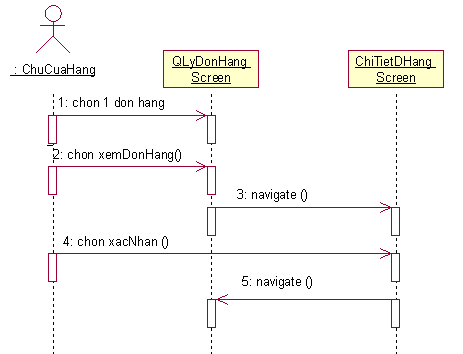 : ChuCuaHang
QLyDonHang
Screen
ChiTietDHang
Screen
1: chon 1 don hang
2: chon xemDonHang()
3: navigate ()
4: chon xacNhan ()
5: navigate ()